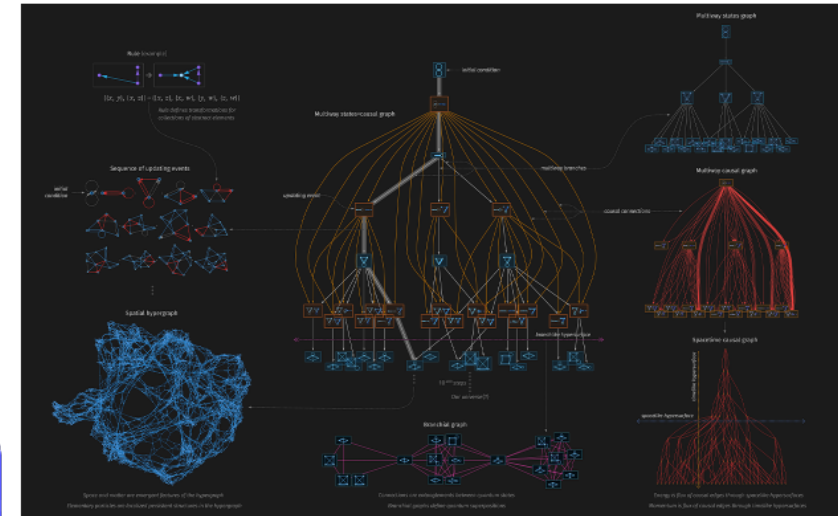 Multiway states graph
Rule (example)
initial condition
{{x, y}, {x, z}} → {{x, z}, {x, w}, {y, w}, {z, w}}
Rule defines transformations for
collections of abstract elements
Multiway states+causal graph
Sequence of updating events
multiway branches
Multiway causal graph
initial
condition
updating event
causal connections
Spatial hypergraph
branchlike hypersurface
Spacetime causal graph
steps
Our universe(?)
timelike hypersurface
spacelike hypersurface
Branchial graph
Space and matter are emergent features of the hypergraph
Elementary particles are localized persistent structures in the hypergraph
Connections are entanglements between quantum states
Branchial graphs define quantum superpositions
Energy is flux of causal edges through spacelike hypersurfaces
Momentum is flux of causal edges through timelike hypersurfaces